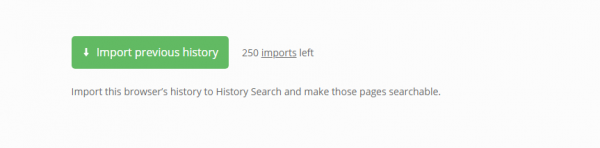 Import previous history 250 imports left
Import this browser's history to History Search and make those pages searchable.